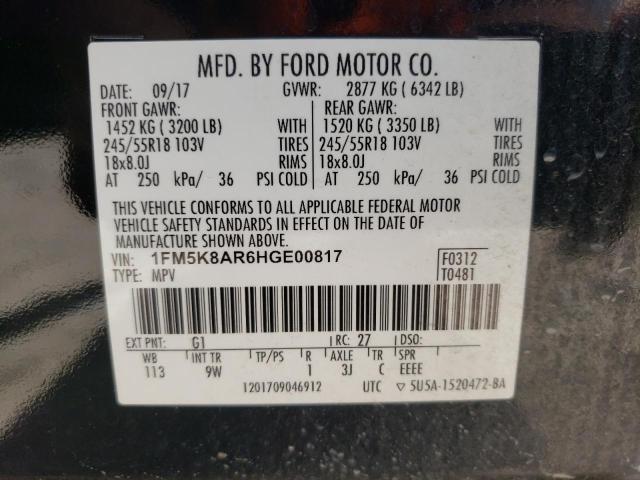 MFD. BY FORD MOTOR CO.
DATE: 09/17 GVWR: 2877 KG ( 6342 LB)
FRONT GAWR: REAR GAWR:
1452 KG ( 3200 LB) WITH 1520 KG ( 3350 LB) WITH
245/55R18 103V TIRES 245/55R18 103V TIRES
18x8.0J RIMS 18x8.0J RIMS
AT 250 kPa/ 36 PSI COLD AT 250 kPa/ 36 PSI COLD
THIS VEHICLE CONFORMS TO ALL APPLICABLE FEDERAL MOTOR
VEHICLE SAFETY STANDARDS IN EFFECT ON THE DATE OF
MANUFACTURE SHOWN ABOVE.
VIN: 1FM5K8AR6HGE00817 F0312
TYPE: MPV T0481
EXT PNT: G1 RC: 27 DSO:
WB INT TR TP/PS R AXLE TR SPR
113 9W 1 3J C EEEE
1201709046912 UTC ▽ 5U5A-1520472-BA